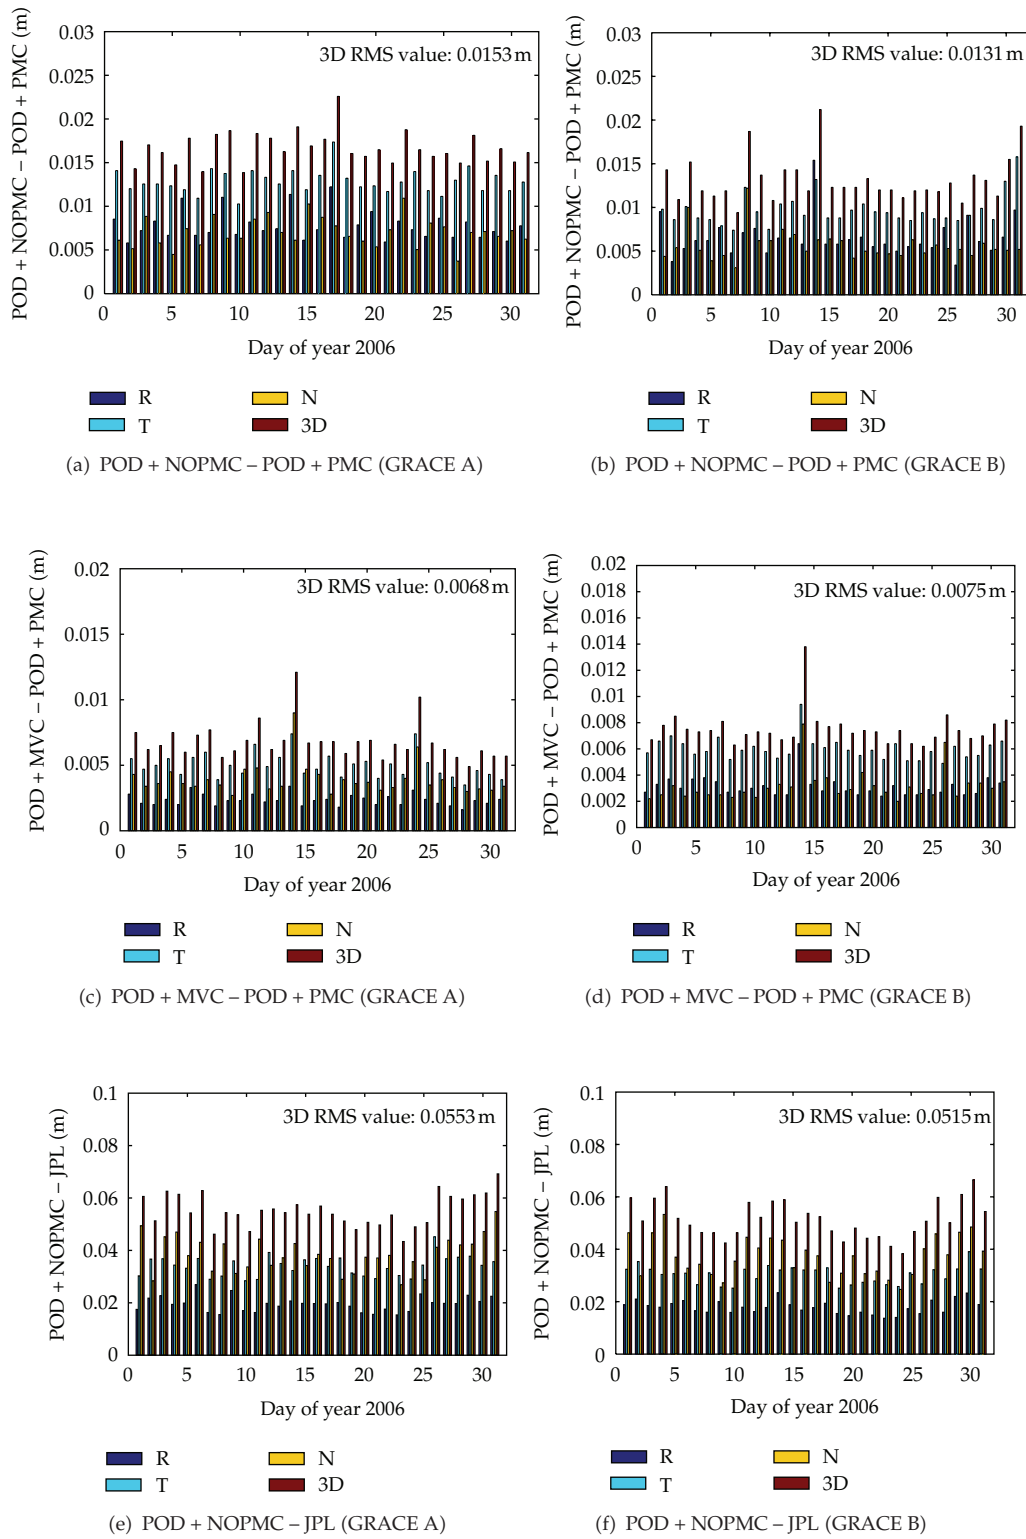 POD + NOPMC − POD + PMC (m)
0.03
0.025
0.02
0.015
0.01
0.005
0
3D RMS value: 0.0153 m
0 5 10 15 20 25 30
Day of year 2006
R N
T 3D
(a) POD + NOPMC − POD + PMC (GRACE A)
POD + NOPMC − POD + PMC (m)
0.03
0.025
0.02
0.015
0.01
0.005
0
3D RMS value: 0.0131 m
0 5 10 15 20 25 30
Day of year 2006
R N
T 3D
(b) POD + NOPMC − POD + PMC (GRACE B)
POD + MVC − POD + PMC (m)
0.02
0.015
0.01
0.005
0
3D RMS value: 0.0068 m
0 5 10 15 20 25 30
Day of year 2006
R N
T 3D
(c) POD + MVC − POD + PMC (GRACE A)
POD + MVC − POD + PMC (m)
0.02
0.018
0.016
0.014
0.012
0.01
0.008
0.006
0.004
0.002
0
3D RMS value: 0.0075 m
0 5 10 15 20 25 30
Day of year 2006
R N
T 3D
(d) POD + MVC − POD + PMC (GRACE B)
POD + NOPMC − JPL (m)
0.1
0.08
0.06
0.04
0.02
0
3D RMS value: 0.0553 m
0 5 10 15 20 25 30
Day of year 2006
R N
T 3D
(e) POD + NOPMC − JPL (GRACE A)
POD + NOPMC − JPL (m)
0.1
0.08
0.06
0.04
0.02
0
3D RMS value: 0.0515 m
0 5 10 15 20 25 30
Day of year 2006
R N
T 3D
(f) POD + NOPMC − JPL (GRACE B)